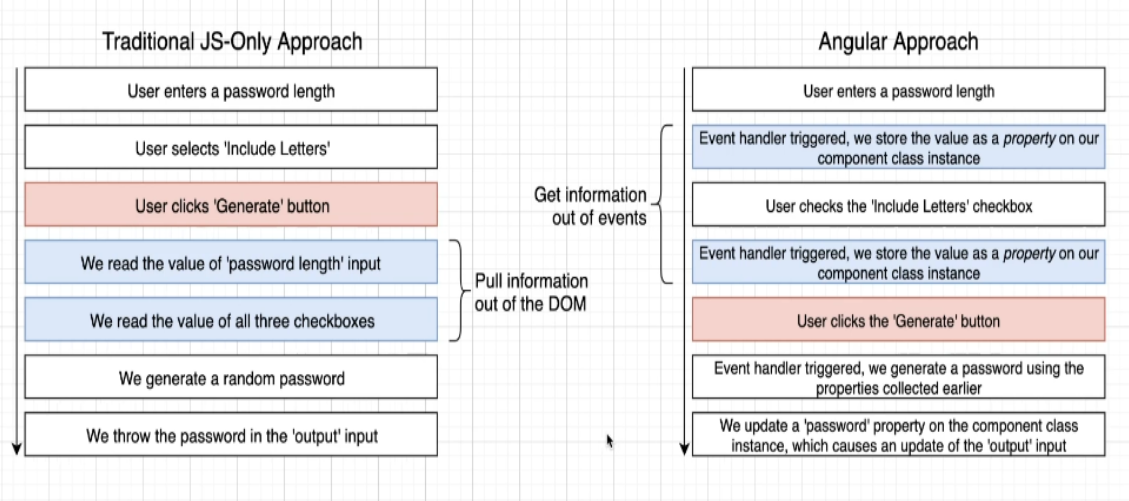 Traditional JS-Only Approach
User enters a password length
User selects 'Include Letters'
User clicks 'Generate' button
We read the value of 'password length' input
We read the value of all three checkboxes
Pull information
out of the DOM
We generate a random password
We throw the password in the 'output' input
Angular Approach
User enters a password length
Event handler triggered, we store the value as a property on our
component class instance
User checks the 'Include Letters' checkbox
Event handler triggered, we store the value as a property on our
component class instance
Get information
out of events
User clicks the 'Generate' button
Event handler triggered, we generate a password using the
properties collected earlier
We update a 'password' property on the component class
instance, which causes an update of the 'output' input